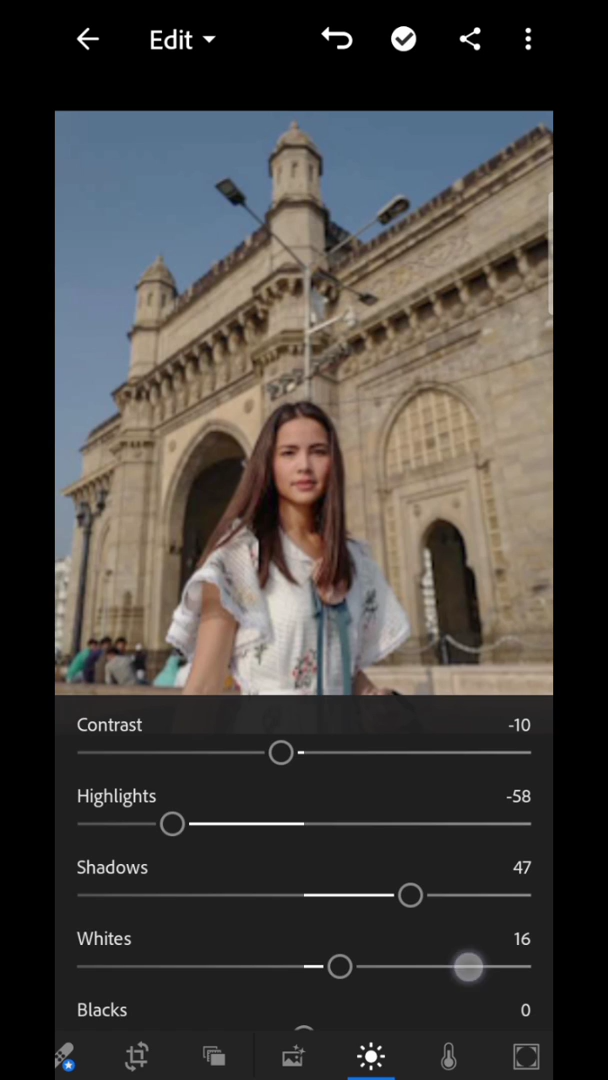 Edit
Contrast -10
Highlights -58
Shadows 47
Whites 16
Blacks 0